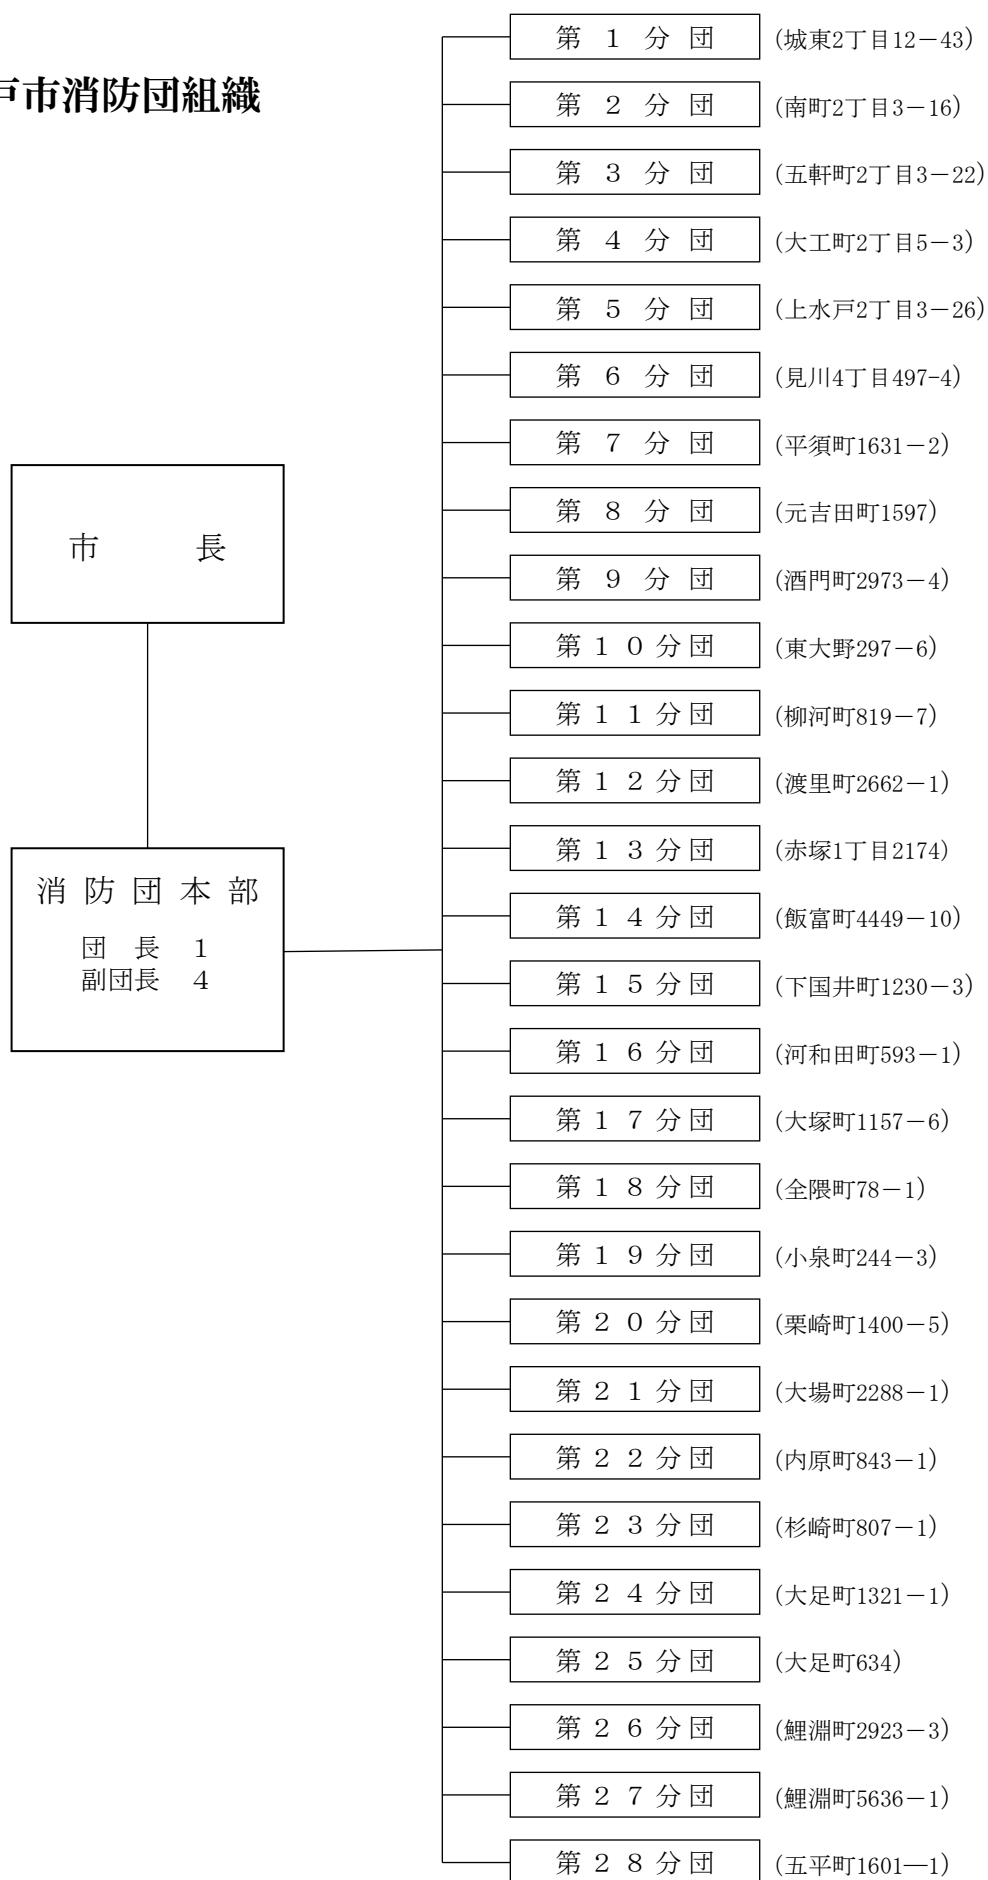 戸市消防団組織
市　　　長
消 防 団 本 部
団　長　１
副団長　４
第　１　分　団 (城東2丁目12－43)
第　２　分　団 (南町2丁目3－16)
第　３　分　団 (五軒町2丁目3－22)
第　４　分　団 (大工町2丁目5－3)
第　５　分　団 (上水戸2丁目3－26)
第　６　分　団 (見川4丁目497-4)
第　７　分　団 (平須町1631－2)
第　８　分　団 (元吉田町1597)
第　９　分　団 (酒門町2973－4)
第 １ ０ 分 団 (東大野297－6)
第 １ １ 分 団 (柳河町819－7)
第 １ ２ 分 団 (渡里町2662－1)
第 １ ３ 分 団 (赤塚1丁目2174)
第 １ ４ 分 団 (飯富町4449－10)
第 １ ５ 分 団 (下国井町1230－3)
第 １ ６ 分 団 (河和田町593－1)
第 １ ７ 分 団 (大塚町1157－6)
第 １ ８ 分 団 (全隈町78－1)
第 １ ９ 分 団 (小泉町244－3)
第 ２ ０ 分 団 (栗崎町1400－5)
第 ２ １ 分 団 (大場町2288－1)
第 ２ ２ 分 団 (内原町843－1)
第 ２ ３ 分 団 (杉崎町807－1)
第 ２ ４ 分 団 (大足町1321－1)
第 ２ ５ 分 団 (大足町634)
第 ２ ６ 分 団 (鯉淵町2923－3)
第 ２ ７ 分 団 (鯉淵町5636－1)
第 ２ ８ 分 団 (五平町1601―1)